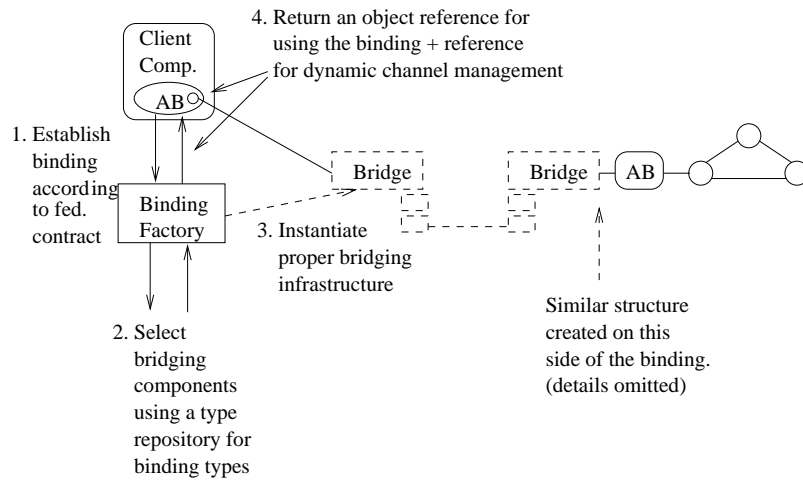 Client
Comp.
AB
4. Return an object reference for
using the binding + reference
for dynamic channel management
1. Establish
binding
according
to fed.
contract
Binding
Factory
Bridge
Bridge
AB
3. Instantiate
proper bridging
infrastructure
2. Select
bridging
components
using a type
repository for
binding types
Similar structure
created on this
side of the binding.
(details omitted)